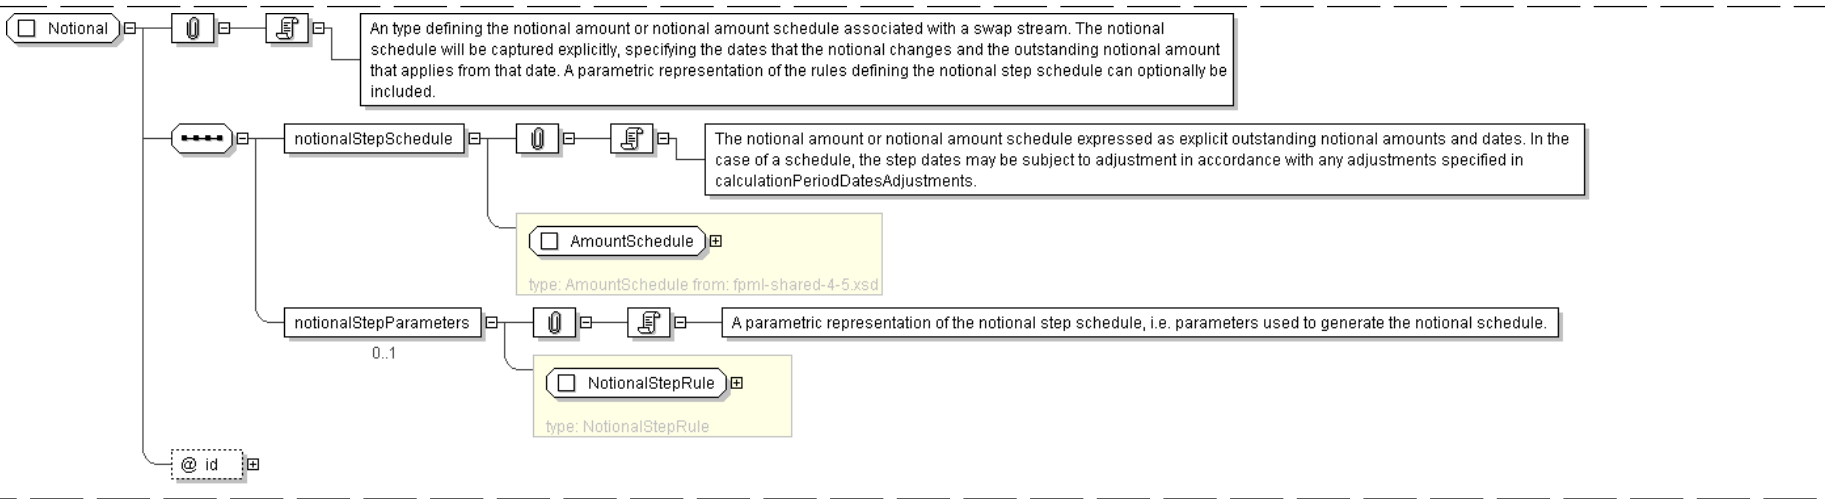 Notional
An type defining the notional amount or notional amount schedule associated with a swap stream. The notional
schedule will be captured explicitly, specifying the dates that the notional changes and the outstanding notional amount
that applies from that date. A parametric representation of the rules defining the notional step schedule can optionally be
included.
notionalStepSchedule
The notional amount or notional amount schedule expressed as explicit outstanding notional amounts and dates. In the
case of a schedule, the step dates may be subject to adjustment in accordance with any adjustments specified in
calculationPeriodDatesAdjustments.
AmountSchedule
type: AmountSchedule from: fpml-shared-4-5.xsd
notionalStepParameters
A parametric representation of the notional step schedule, i.e. parameters used to generate the notional schedule.
0..1
NotionalStepRule
type: NotionalStepRule
@ id